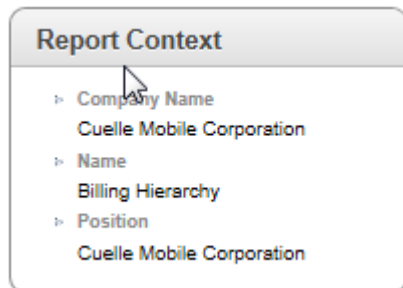 Report Context
Company Name
Cuelle Mobile Corporation
Name
Billing Hierarchy
Position
Cuelle Mobile Corporation